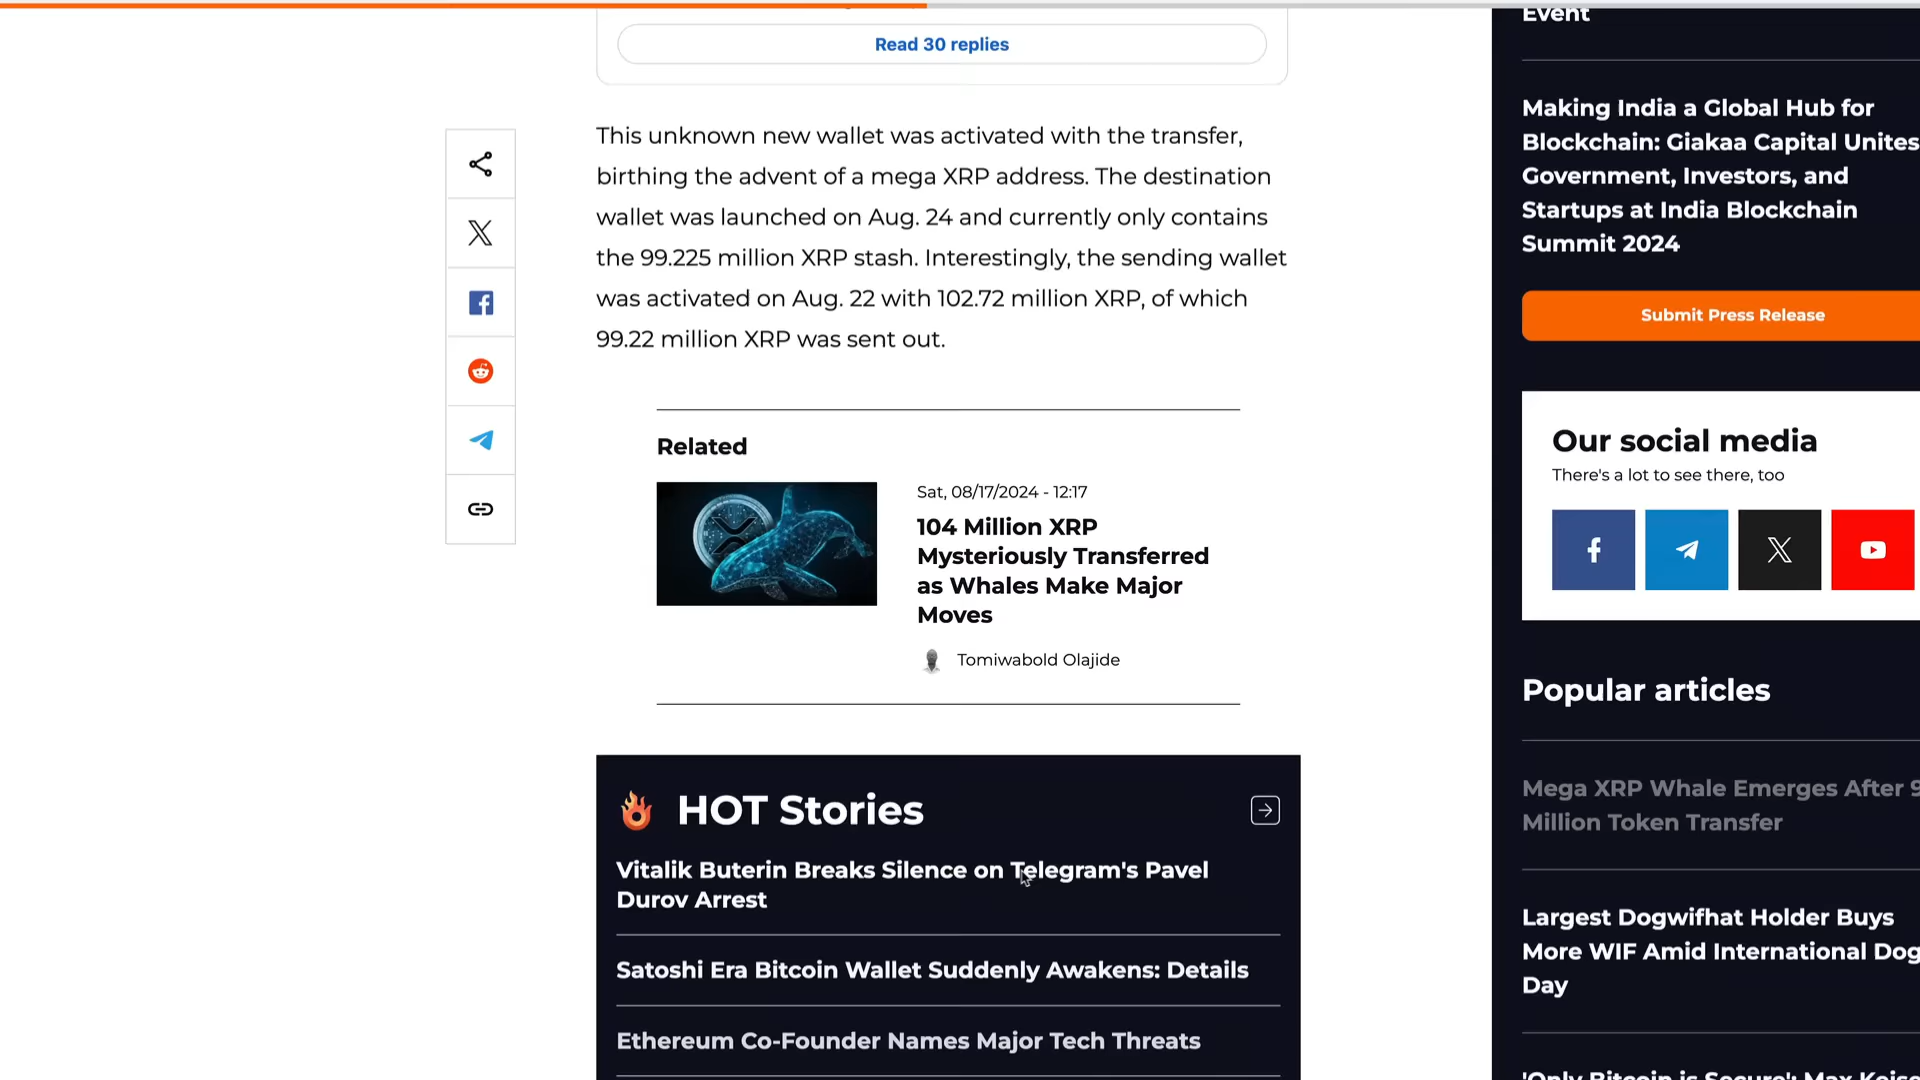 Read 30 replies
This unknown new wallet was activated with the transfer,
birthing the advent of a mega XRP address. The destination
wallet was launched on Aug. 24 and currently only contains
the 99.225 million XRP stash. Interestingly, the sending wallet
was activated on Aug. 22 with 102.72 million XRP, of which
99.22 million XRP was sent out.
Related
Sat, 08/17/2024 - 12:17
104 Million XRP
Mysteriously Transferred
as Whales Make Major
Moves
Tomiwabold Olajide
HOT Stories
Vitalik Buterin Breaks Silence on Telegram's Pavel
Durov Arrest
Satoshi Era Bitcoin Wallet Suddenly Awakens: Details
Ethereum Co-Founder Names Major Tech Threats
Event
Making India a Global Hub for
Blockchain: Giakaa Capital Unites
Government, Investors, and
Startups at India Blockchain
Summit 2024
Submit Press Release
Our social media
There's a lot to see there, too
Popular articles
Mega XRP Whale Emerges After 9
Million Token Transfer
Largest Dogwifhat Holder Buys
More WIF Amid International Dog
Day
'Only Bitcoin is Secure': Max Keise